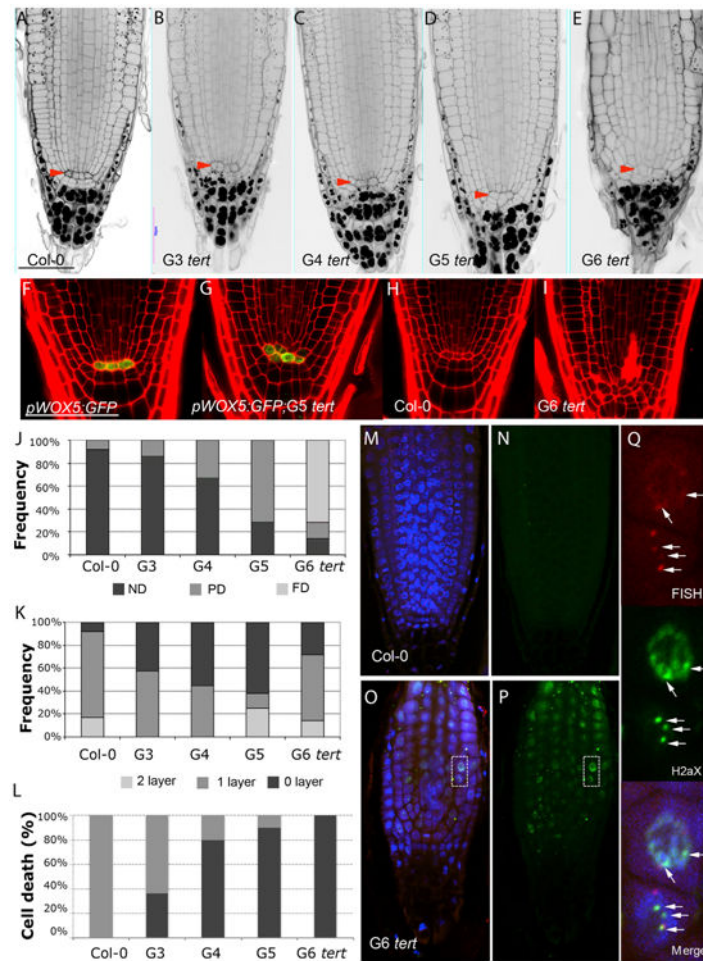 A B C D E
Col-0 G3 tert G4 tert G5 tert G6 tert
F G H I
pWOX5:GFP pWOX5:GFP;G5 tert Col-0 G6 tert
J
Frequency
100%
80%
60%
40%
20%
0%
Col-0 G3 G4 G5 G6 tert
ND PD FD
K
Frequency
100%
80%
60%
40%
20%
0%
Col-0 G3 G4 G5 G6 tert
2 layer 1 layer 0 layer
L
Cell death (%)
100%
80%
60%
40%
20%
0%
Col-0 G3 G4 G5 G6 tert
M N
Col-0
O P
G6 tert
Q
FISH
H2aX
Merge